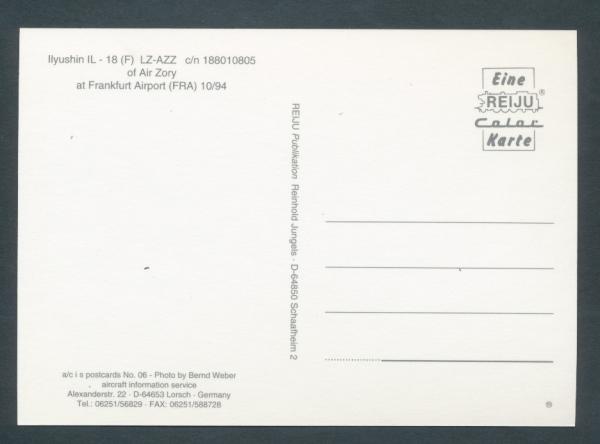 Ilyushin IL - 18 (F) LZ-AZZ c/n 188010805
of Air Zory
at Frankfurt Airport (FRA) 10/94
Eine
REIJU®
Color
Karte
REIJU Publikation Reinhold Jungels · D-64850 Schaafheim 2
a/c i s postcards No. 06 - Photo by Bernd Weber
aircraft information service
Alexanderstr. 22 - D-64653 Lorsch - Germany
Tel.: 06251/56829 - FAX: 06251/588728